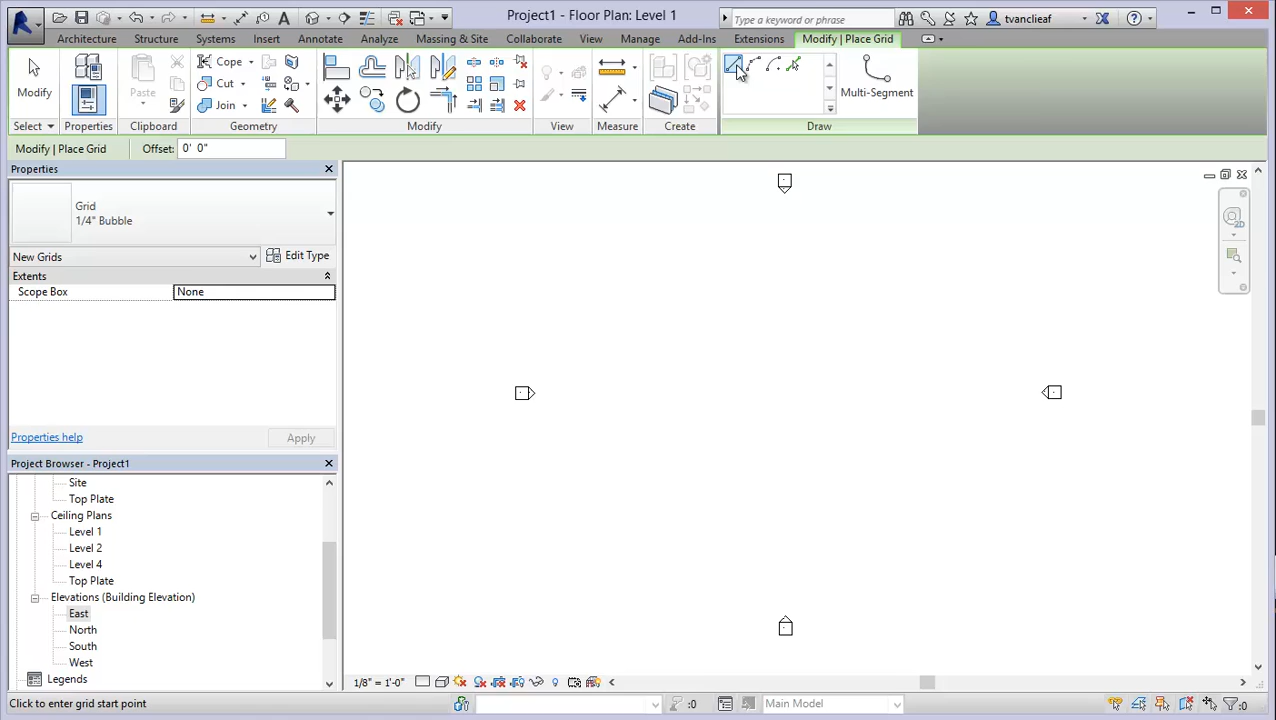 Project1 - Floor Plan: Level 1
Type a keyword or phrase
tvanclieaf
Architecture
Structure
Systems
Insert
Annotate
Analyze
Massing & Site
Collaborate
View
Manage
Add-Ins
Extensions
Modify | Place Grid
Modify
Paste
Cope
Cut
Join
Multi-Segment
Select
Properties
Clipboard
Geometry
Modify
View
Measure
Create
Draw
Modify | Place Grid
Offset:
0' 0"
Properties
Grid
1/4" Bubble
New Grids
Edit Type
Extents
Scope Box
None
Properties help
Apply
Project Browser - Project1
Site
Top Plate
Ceiling Plans
Level 1
Level 2
Level 4
Top Plate
Elevations (Building Elevation)
East
North
South
West
Legends
1/8" = 1'-0"
Click to enter grid start point
:0
Main Model
:0